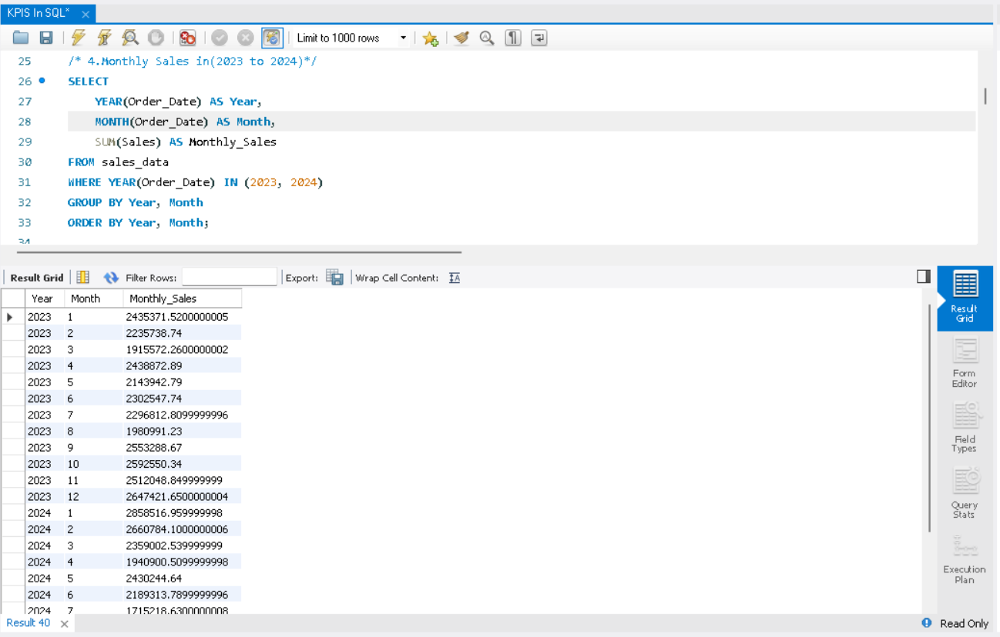 KPIS In SQL*
Limit to 1000 rows
25 /* 4.Monthly Sales in(2023 to 2024)*/
26 SELECT
27 YEAR(Order_Date) AS Year,
28 MONTH(Order_Date) AS Month,
29 SUM(Sales) AS Monthly_Sales
30 FROM sales_data
31 WHERE YEAR(Order_Date) IN (2023, 2024)
32 GROUP BY Year, Month
33 ORDER BY Year, Month;
34
Result Grid Filter Rows: Export: Wrap Cell Content:
Year Month Monthly_Sales
2023 1 2435371.5200000005
2023 2 2235738.74
2023 3 1915572.2600000002
2023 4 2438872.89
2023 5 2143942.79
2023 6 2302547.74
2023 7 2296812.8099999996
2023 8 1980991.23
2023 9 2553288.67
2023 10 2592550.34
2023 11 2512048.849999999
2023 12 2647421.6500000004
2024 1 2858516.959999998
2024 2 2660784.1000000006
2024 3 2359002.539999999
2024 4 1940900.5099999998
2024 5 2430244.64
2024 6 2189313.7899999996
2024 7 1715218.6300000008
Result
Grid
Form
Editor
Field
Types
Query
Stats
Execution
Plan
Result 40
Read Only